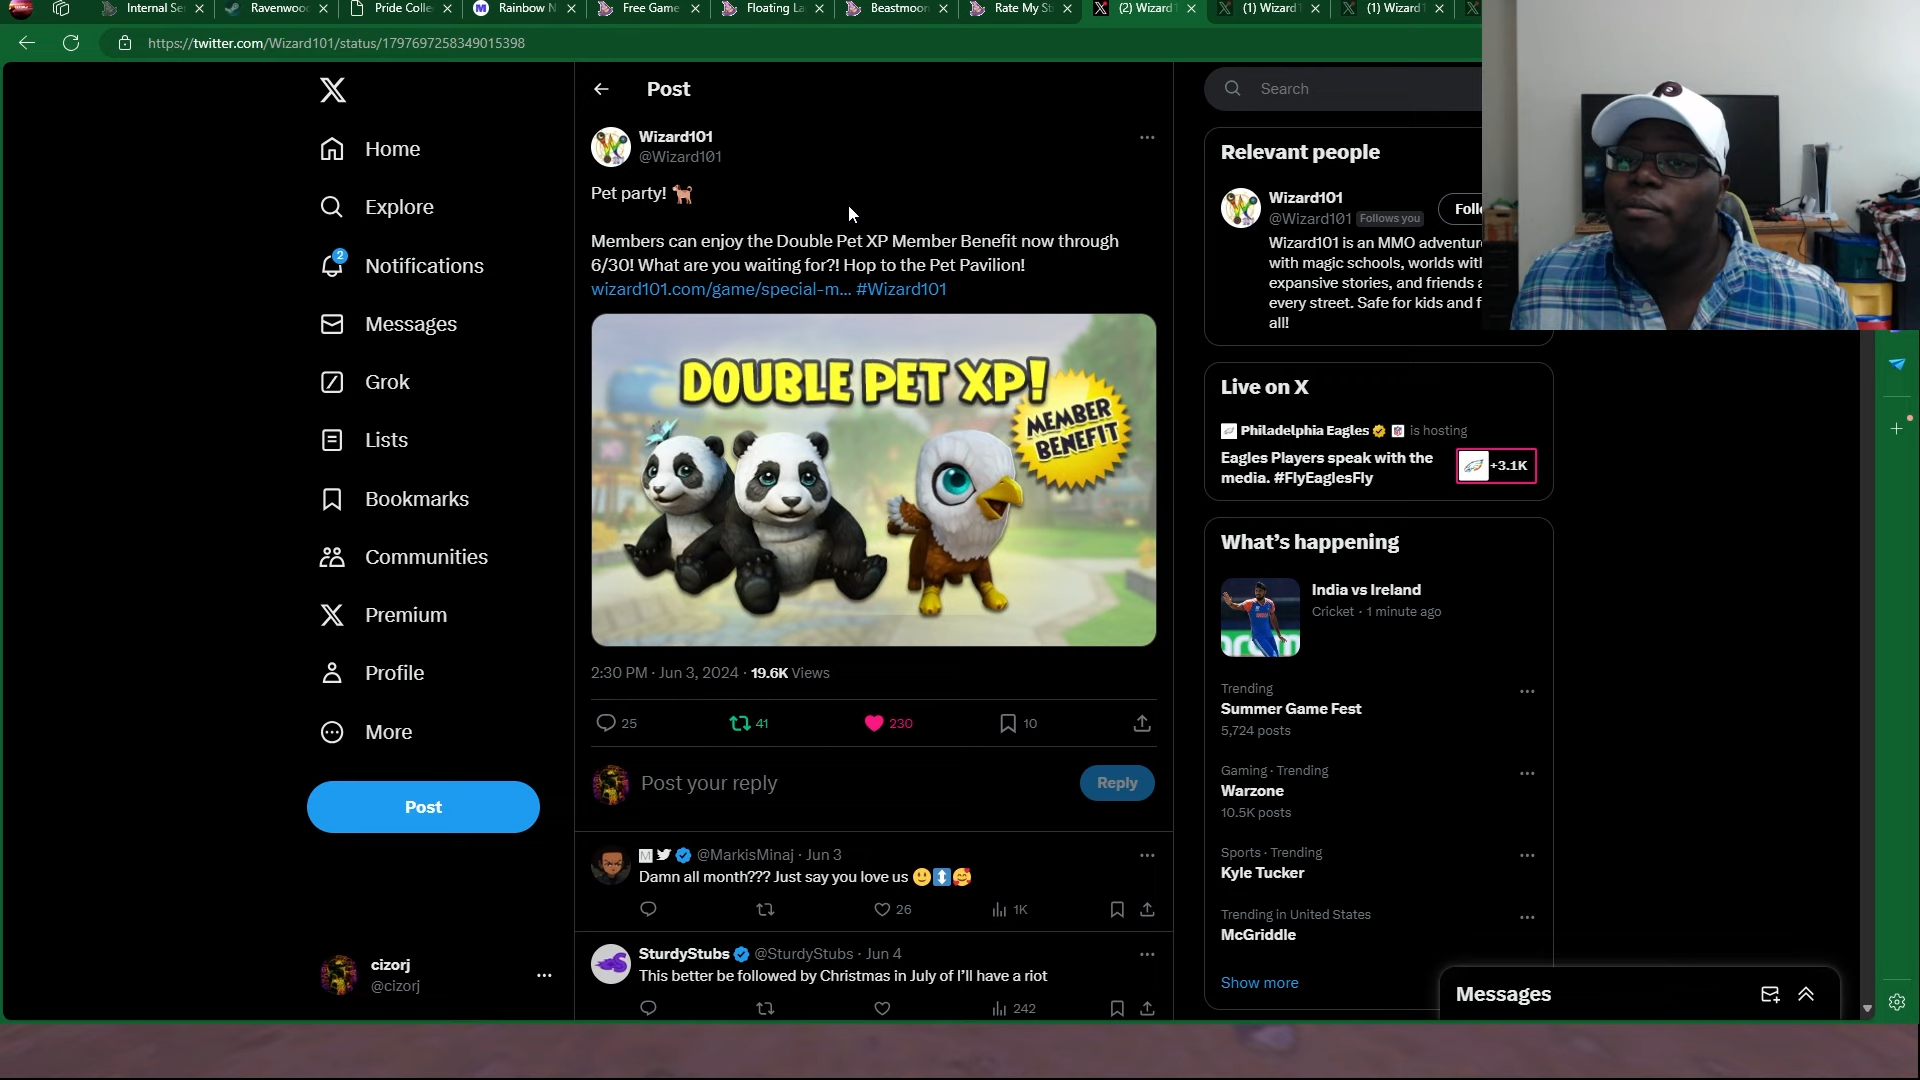 Internal Se
Ravenwoo
Pride Colle
Rainbow N
Free Game
Floating La
Beastmoon
Rate My St
(2) Wizard1
(1) Wizard1
(1) Wizard1
https://twitter.com/Wizard101/status/1797697258349015398
Home
Explore
2
Notifications
Messages
Grok
Lists
Bookmarks
Communities
Premium
Profile
More
Post
cizorj
@cizorj
Post
Wizard101
@Wizard101
Pet party! 🐕
Members can enjoy the Double Pet XP Member Benefit now through
6/30! What are you waiting for?! Hop to the Pet Pavilion!
wizard101.com/game/special-m... #Wizard101
DOUBLE PET XP!
MEMBER
BENEFIT
2:30 PM · Jun 3, 2024 · 19.6K Views
25
41
230
10
Post your reply
Reply
@MarkisMinaj · Jun 3
Damn all month??? Just say you love us 🙂↕️🥰
26
1K
SturdyStubs @SturdyStubs · Jun 4
This better be followed by Christmas in July of I'll have a riot
242
Search
Relevant people
Wizard101
@Wizard101 Follows you
Foll
Wizard101 is an MMO adventur
with magic schools, worlds wit
expansive stories, and friends a
every street. Safe for kids and f
all!
Live on X
Philadelphia Eagles is hosting
Eagles Players speak with the
media. #FlyEaglesFly
+3.1K
What's happening
India vs Ireland
Cricket · 1 minute ago
Trending
Summer Game Fest
5,724 posts
Gaming · Trending
Warzone
10.5K posts
Sports · Trending
Kyle Tucker
Trending in United States
McGriddle
Show more
Messages